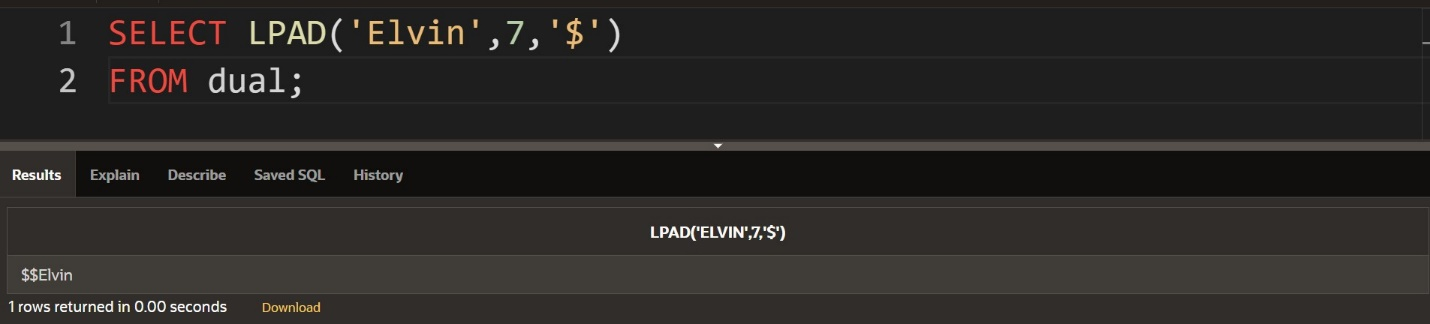 1 SELECT LPAD('Elvin',7,'$')
2 FROM dual;
Results Explain Describe Saved SQL History
LPAD('ELVIN',7,'$')
$$Elvin
1 rows returned in 0.00 seconds Download